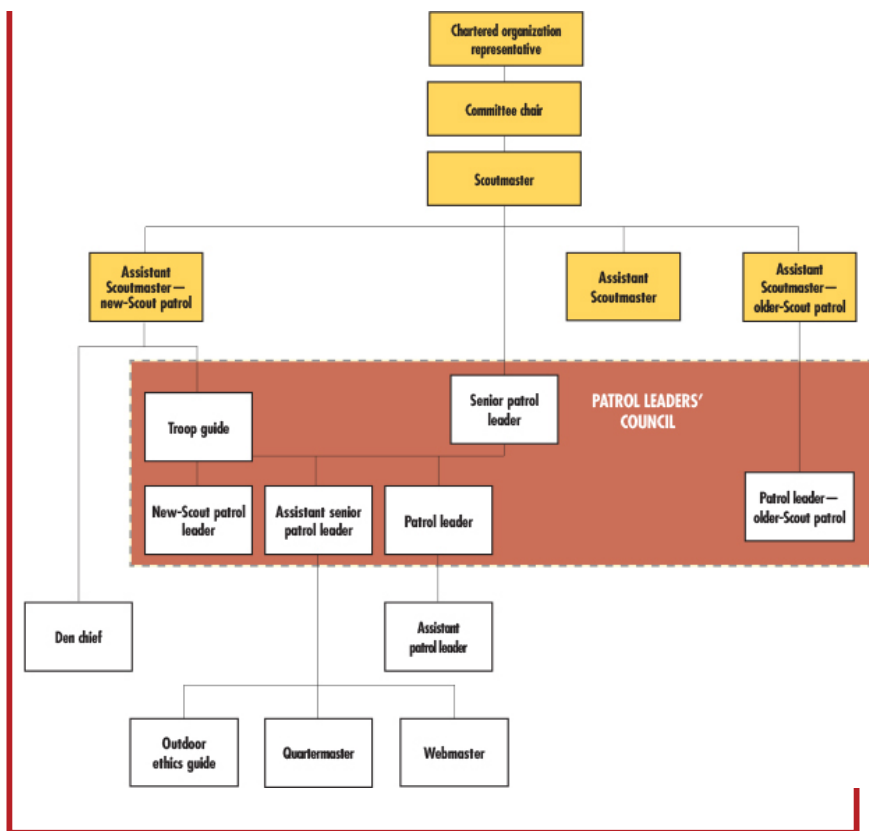 Chartered organization
representative
Committee chair
Scoutmaster
Assistant
Scoutmaster—
new-Scout patrol
Assistant
Scoutmaster
Assistant
Scoutmaster—
older-Scout patrol
Senior patrol
leader
PATROL LEADERS’
COUNCIL
Troop guide
New-Scout patrol
leader
Assistant senior
patrol leader
Patrol leader
Patrol leader—
older-Scout patrol
Den chief
Assistant
patrol leader
Outdoor
ethics guide
Quartermaster
Webmaster